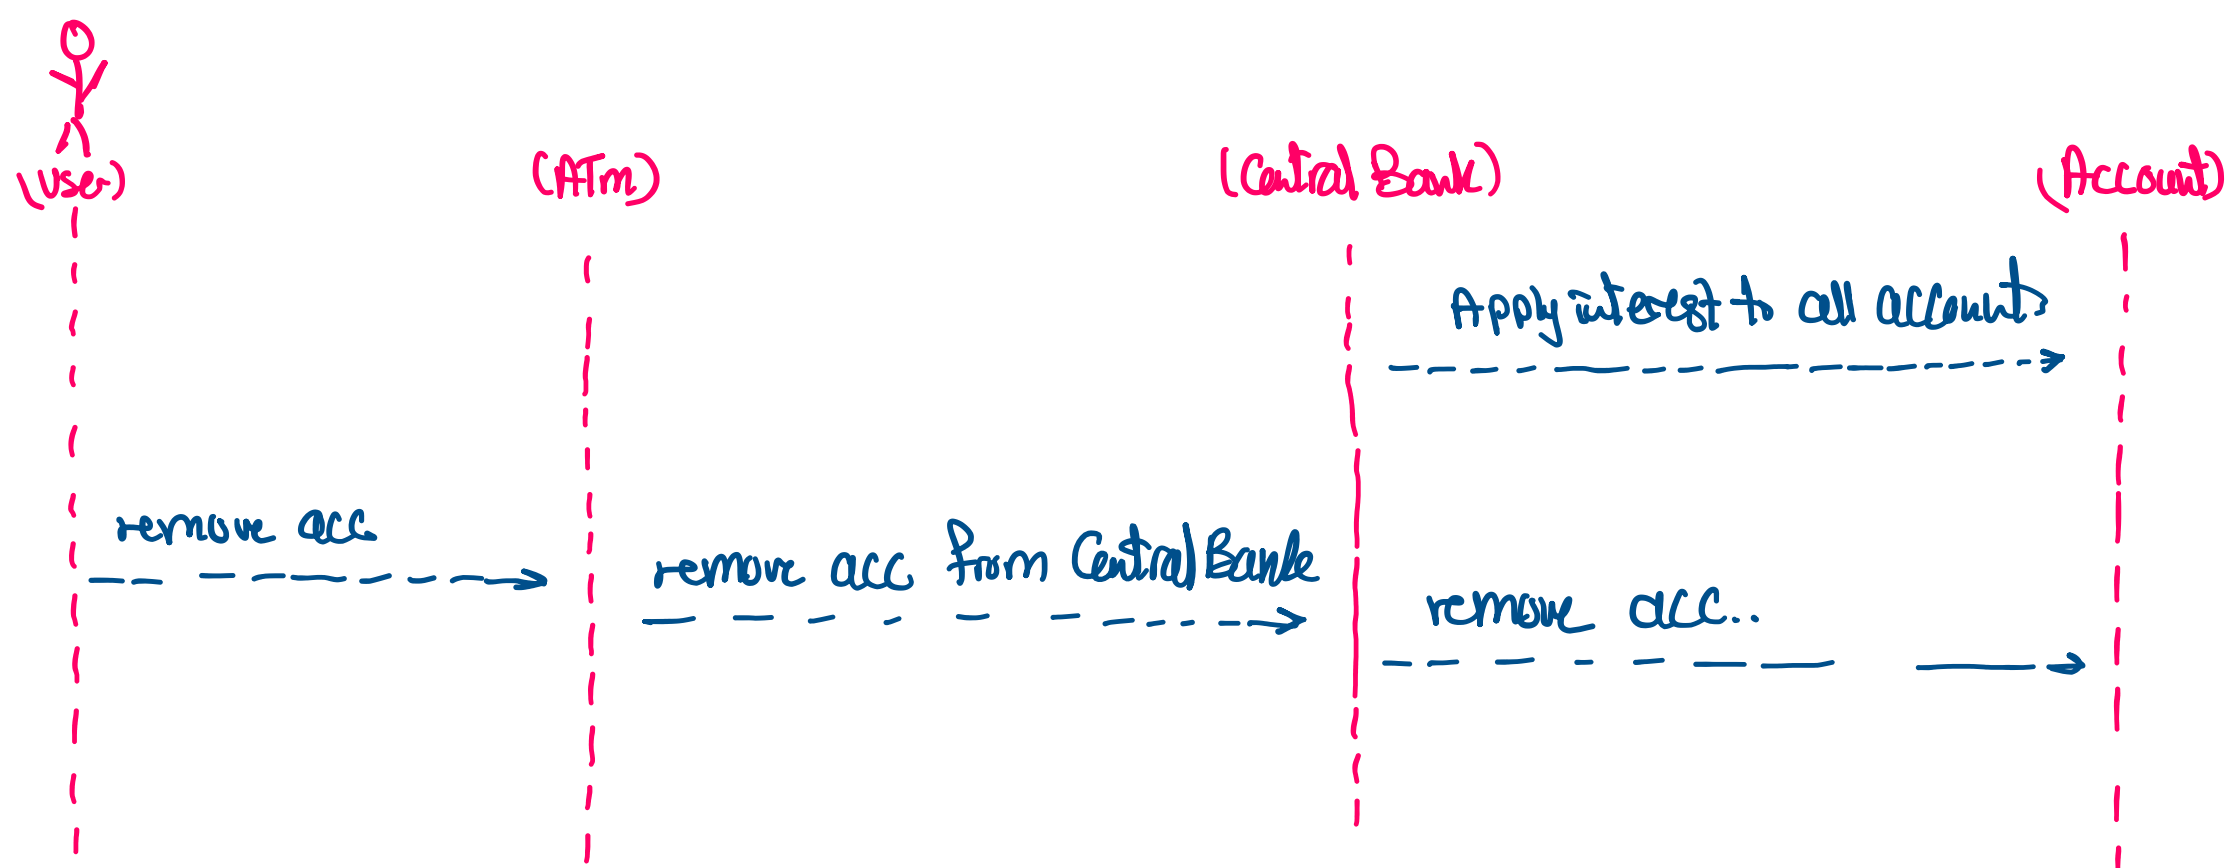 (User)
(ATm)
(Central Bank)
(Account)
Apply interest to all accounts
remove acc
remove acc from Central Bank
remove acc..